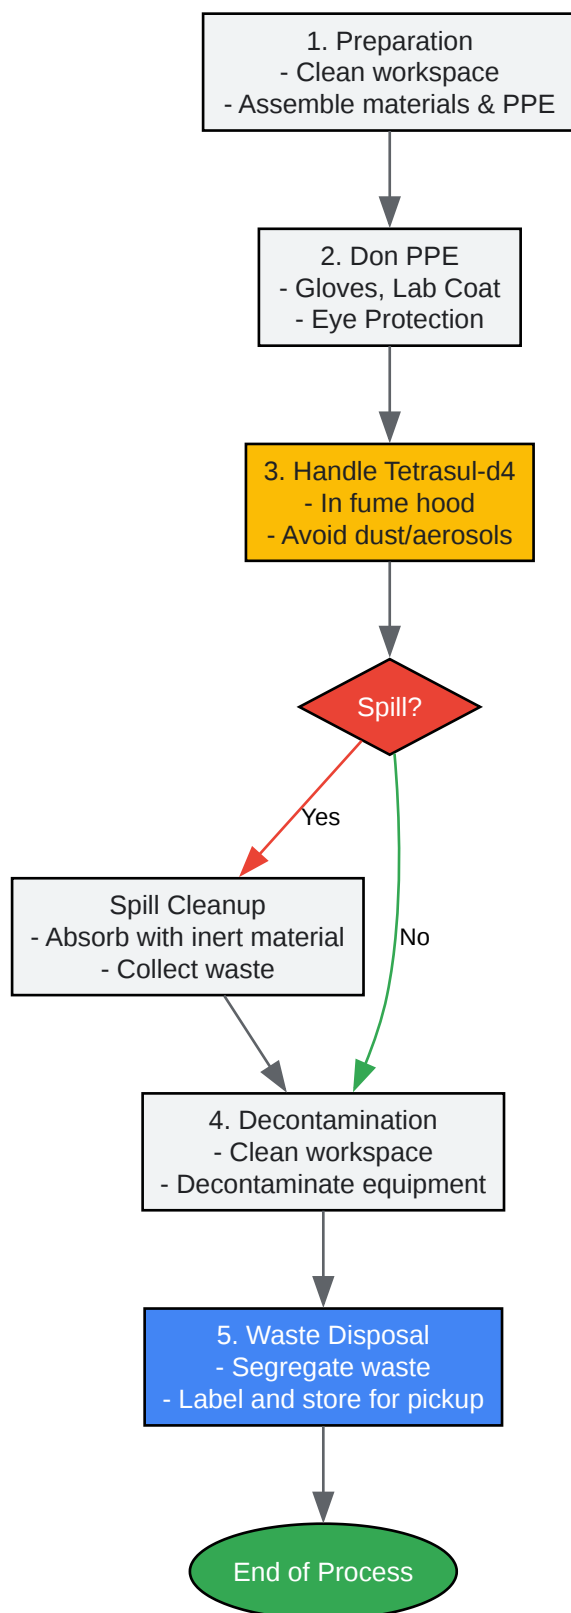 1. Preparation
- Clean workspace
- Assemble materials & PPE
2. Don PPE
- Gloves, Lab Coat
- Eye Protection
3. Handle Tetrasul-d4
- In fume hood
- Avoid dust/aerosols
Spill?
Yes
Spill Cleanup
- Absorb with inert material
- Collect waste
No
4. Decontamination
- Clean workspace
- Decontaminate equipment
5. Waste Disposal
- Segregate waste
- Label and store for pickup
End of Process